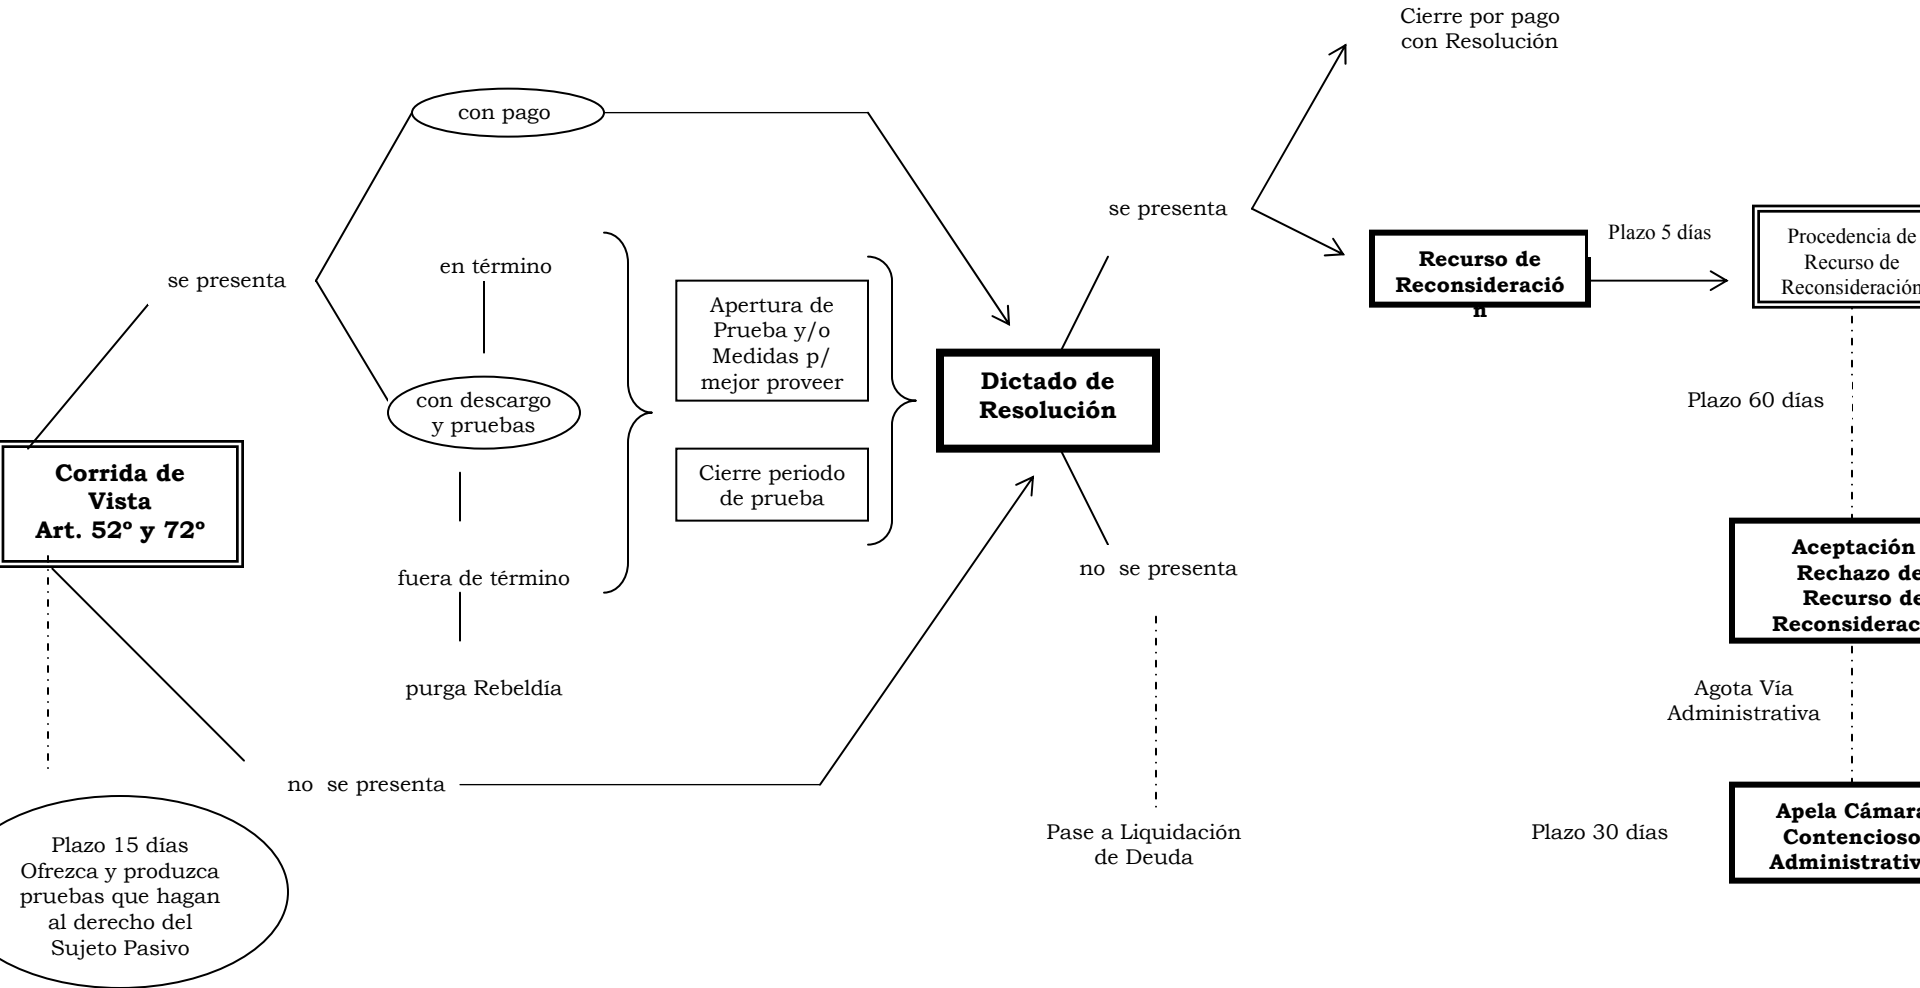 Cierre por pago
con Resolución
con pago
se presenta
Plazo 5 días
Procedencia de
Recurso de
Reconsideración
Recurso de
Reconsideració
n
en término
se presenta
Apertura de
Prueba y/o
Medidas p/
mejor proveer
Dictado de
Resolución
con descargo
y pruebas
Plazo 60 días
Corrida de
Vista
Art. 52º y 72º
Cierre periodo
de prueba
fuera de término
no se presenta
Aceptación
Rechazo de
Recurso de
Reconsiderac
purga Rebeldía
Agota Vía
Administrativa
no se presenta
Plazo 15 días
Ofrezca y produzca
pruebas que hagan
al derecho del
Sujeto Pasivo
Pase a Liquidación
de Deuda
Plazo 30 días
Apela Cámara
Contencioso
Administrativ